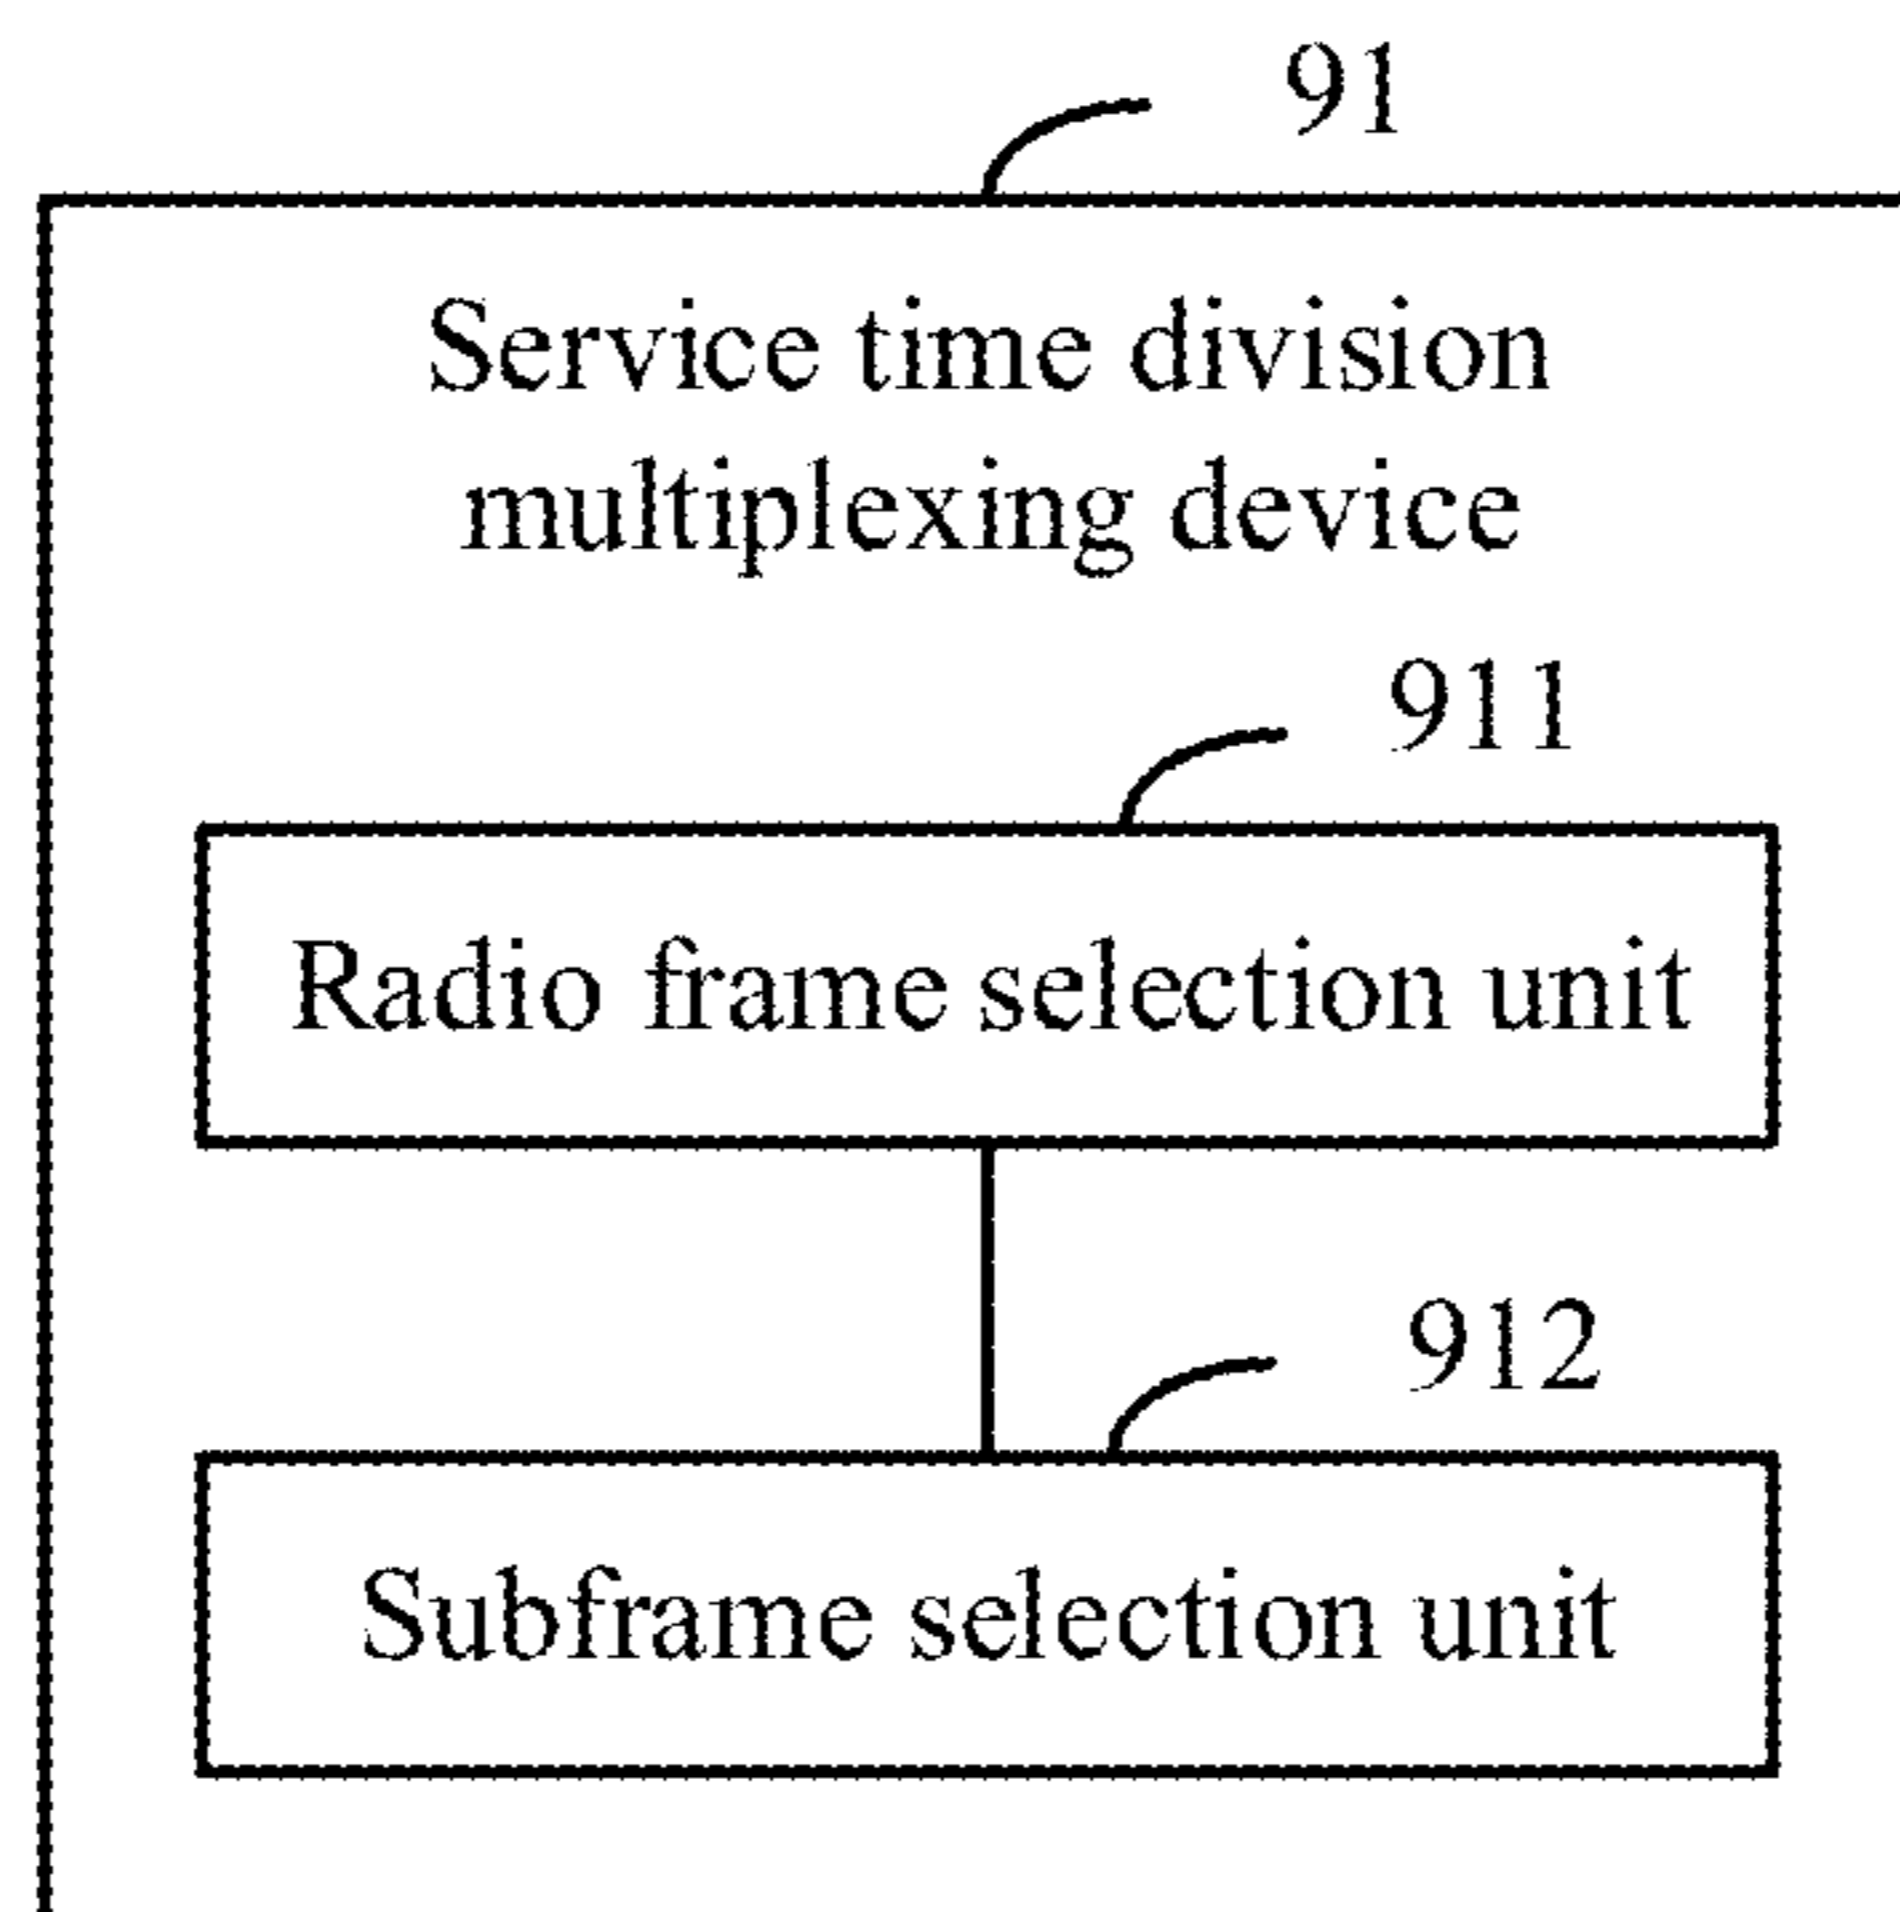 91
Service time division
multiplexing device
911
Radio frame selection unit
912
Subframe selection unit